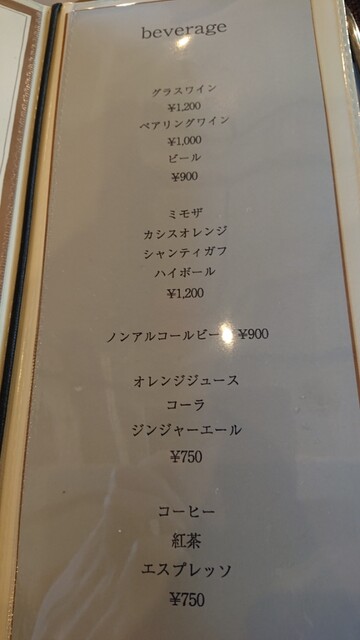 beverage
グラスワイン
¥1,200
ペアリングワイン
¥1,000
ビール
¥900
ミモザ
カシスオレンジ
シャンティガフ
ハイボール
¥1,200
ノンアルコールビール ¥900
オレンジジュース
コーラ
ジンジャーエール
¥750
コーヒー
紅茶
エスプレッソ
¥750